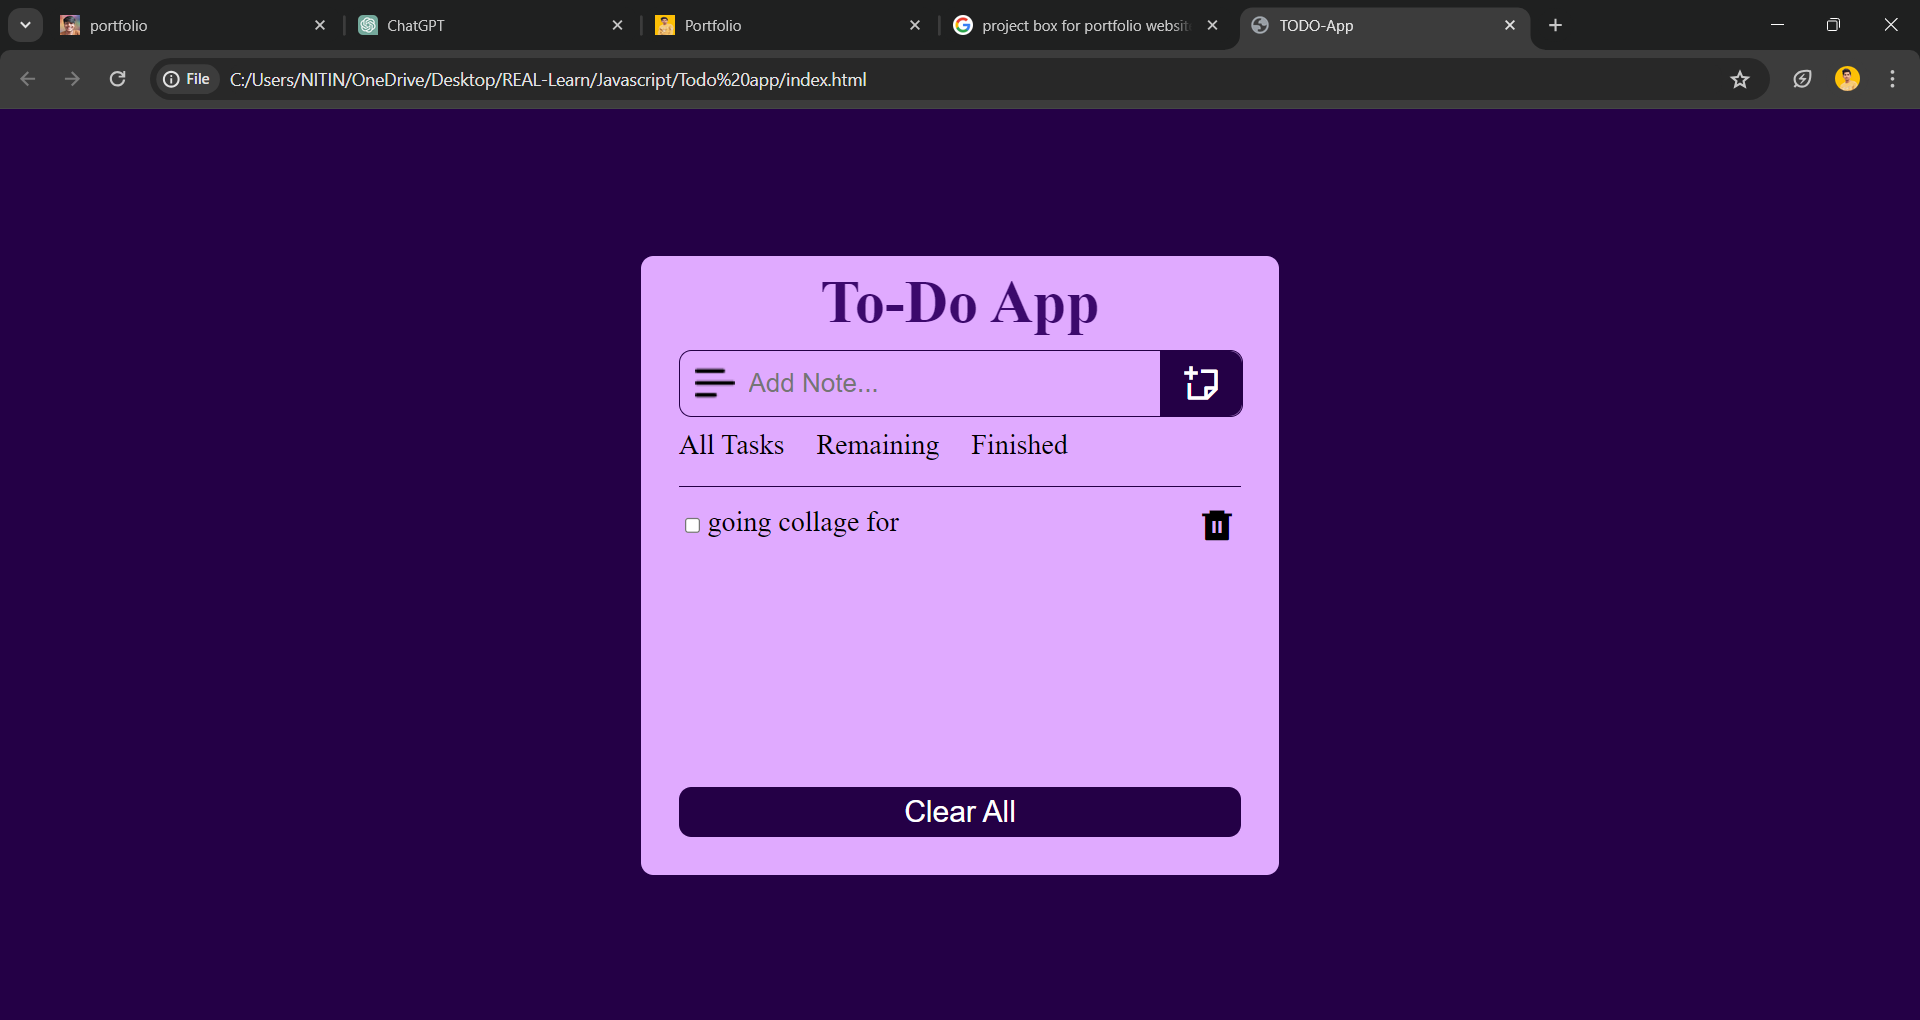 portfolio
ChatGPT
Portfolio
project box for portfolio websit
TODO-App
File
C:/Users/NITIN/OneDrive/Desktop/REAL-Learn/Javascript/Todo%20app/index.html
To-Do App
Add Note...
All Tasks Remaining Finished
going collage for
Clear All